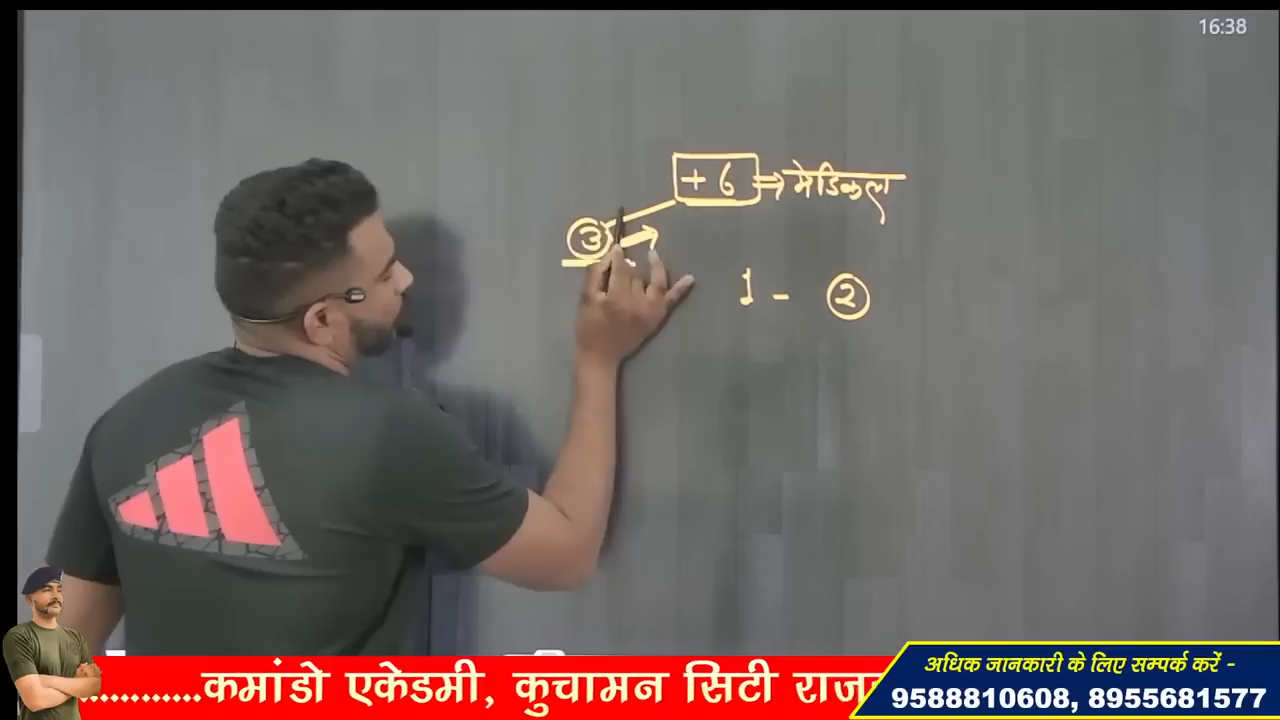 16:38
+ 6 ⇒ मेडिकल
3 →
1 - 2
............कमांडो एकेडमी, कुचामन सिटी
अधिक जानकारी के लिए सम्पर्क करें -
9588810608, 8955681577